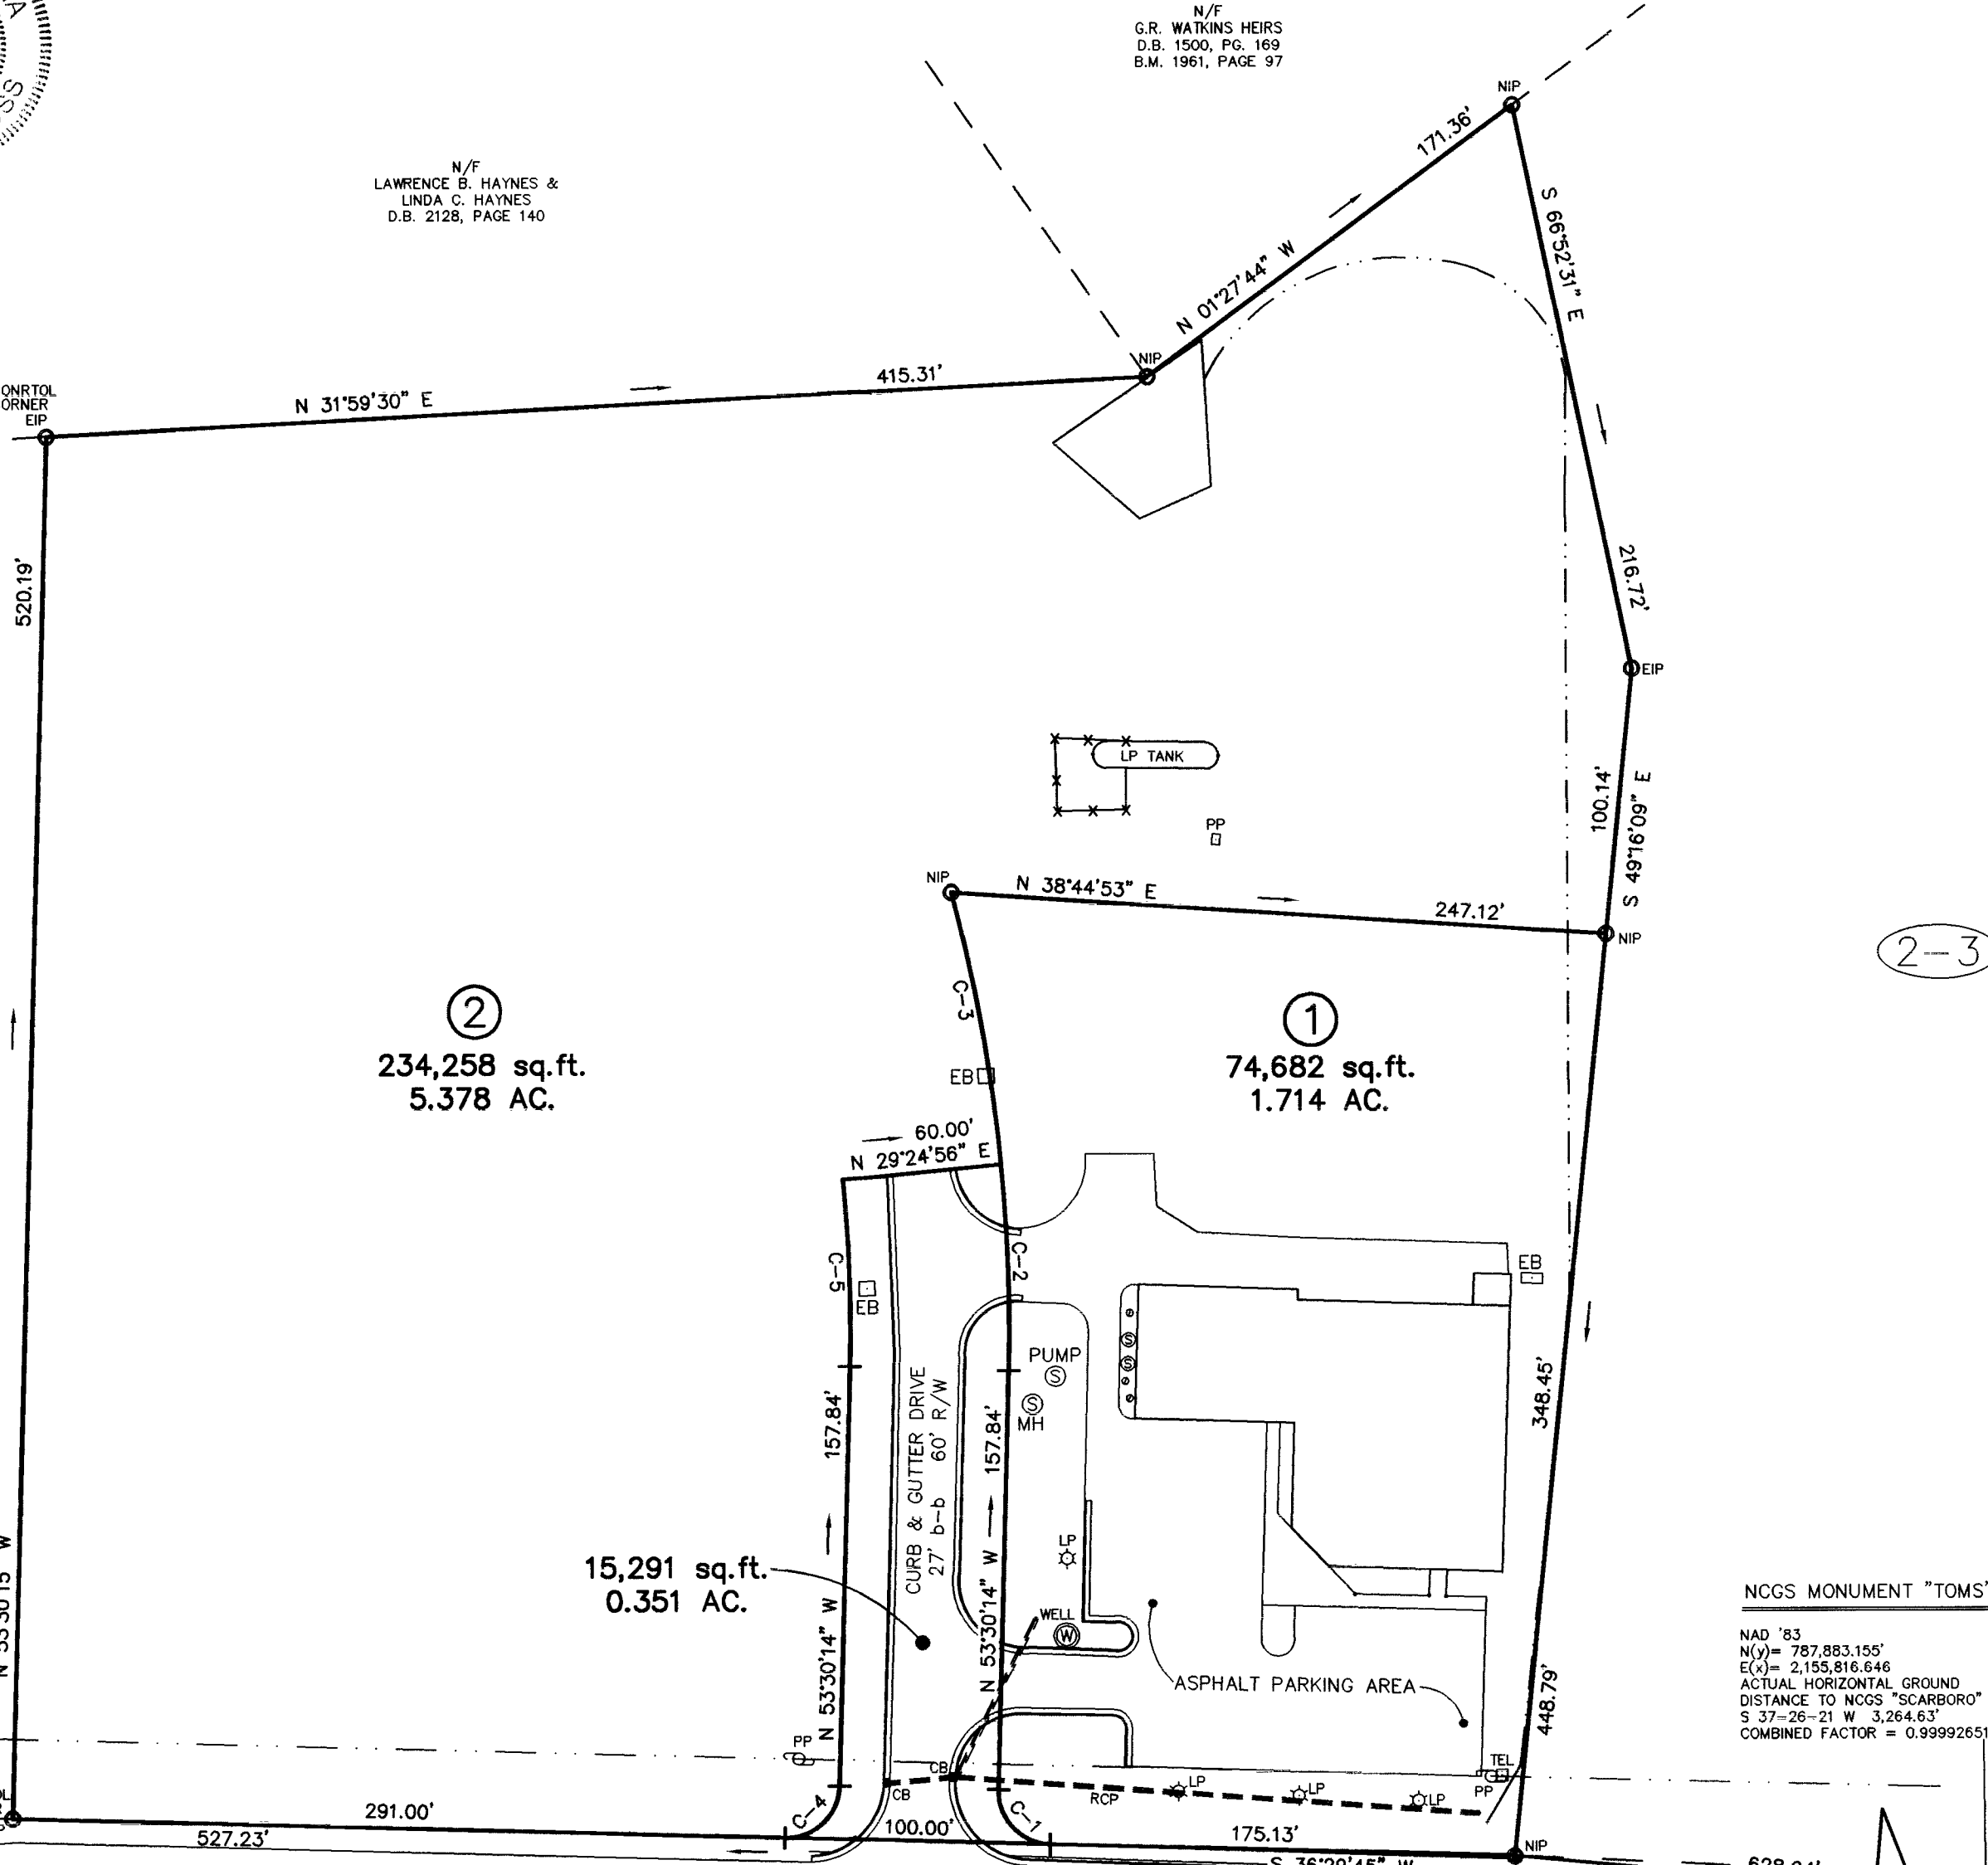 N/F
G.R. WATKINS HEIRS
D.B. 1500, PG. 169
B.M. 1961, PAGE 97
NIP
171.36'
N/F
LAWRENCE B. HAYNES &
LINDA C. HAYNES
D.B. 2128, PAGE 140
S 66°52'31" E
N 01°27'44" W
NIP
415.31'
N 31°59'30" E
ONRTOL
ORNER
EIP
520.19'
216.72'
EIP
LP TANK
PP
100.14'
S 49°16'09" E
NIP
N 38°44'53" E
247.12'
NIP
2-3
C-3
2
234,258 sq.ft.
5.378 AC.
1
74,682 sq.ft.
1.714 AC.
EB
60.00'
N 29°24'56" E
C-2
C-5
EB
EB
PUMP
S
S
MH
S
S
348.45'
157.84'
157.84'
CURB & GUTTER DRIVE
27' b-b 60' R/W
LP
15,291 sq.ft.
0.351 AC.
WELL
W
N 53°30'14" W
N 53°30'14" W
N 53°30'15" W
ASPHALT PARKING AREA
448.79'
NCGS MONUMENT "TOMS"
NAD '83
N(y)= 787,883.155'
E(x)= 2,155,816.646
ACTUAL HORIZONTAL GROUND
DISTANCE TO NCGS "SCARBORO"
S 37-26-21 W 3,264.63'
COMBINED FACTOR = 0.99992651
PP
CB
CB
RCP
LP
LP
LP
TEL
PP
C-4
C-1
291.00'
527.23'
100.00'
175.13'
NIP
S 36°29'45" W